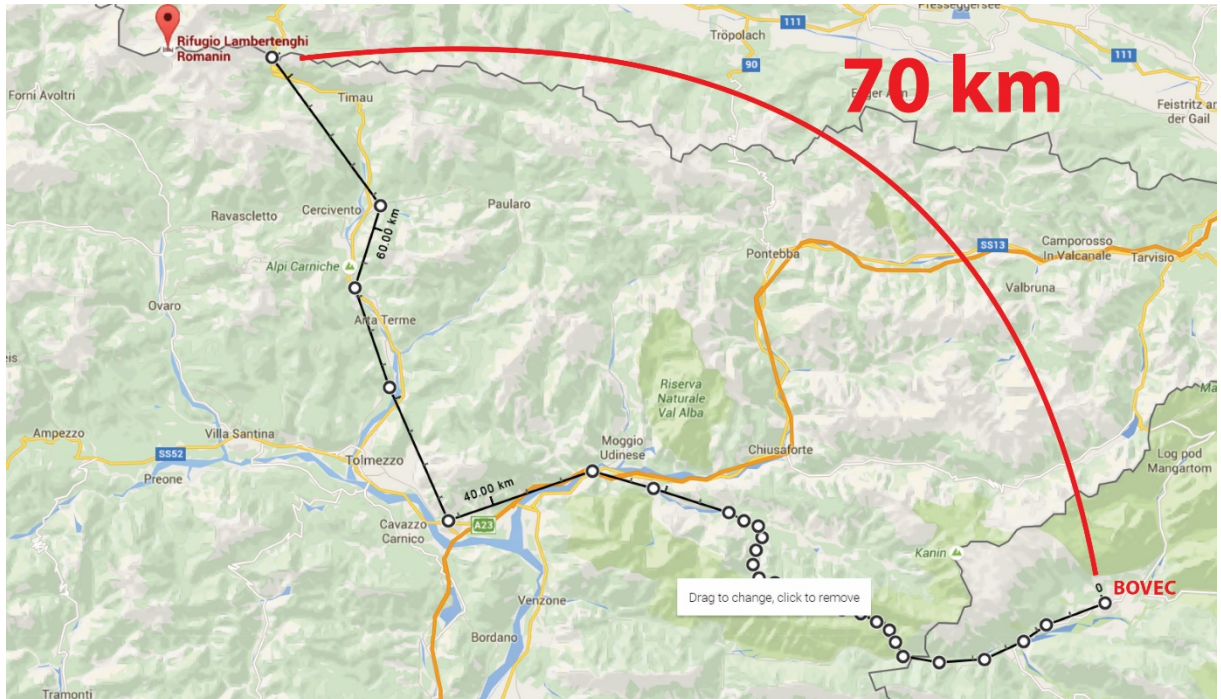 Presseggersee
111
Tröpolach
Rifugio Lambertenghi
Romanin
90
70 km
111
Forni Avoltri
Timau
Feistritz an
der Gail
Ravascletto
Cercivento
Paularo
60.00 km
Alpi Carniche
Pontebba
SS13
Camporosso
In Valcanale
Tarvisio
Valbruna
Ovaro
Arta Terme
Riserva
Naturale
Val Alba
Ampezzo
Villa Santina
SS52
Tolmezzo
Preone
Moggio
Udinese
Chiusaforte
Log pod
Mangartom
40.00 km
A23
Cavazzo
Carnico
Kanin
Drag to change, click to remove
0
BOVEC
Venzone
Bordano
Tramonti